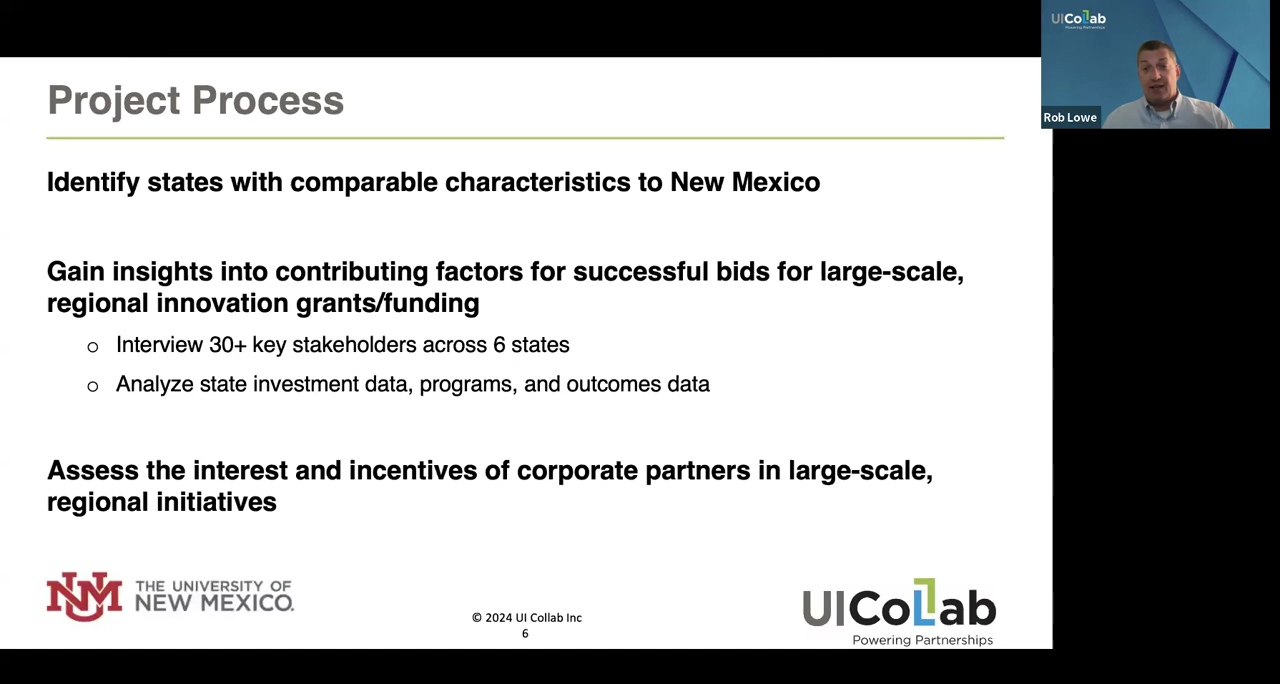 UICoLab
Powering Partnerships
Rob Lowe
Project Process
Identify states with comparable characteristics to New Mexico
Gain insights into contributing factors for successful bids for large-scale,
regional innovation grants/funding
o Interview 30+ key stakeholders across 6 states
o Analyze state investment data, programs, and outcomes data
Assess the interest and incentives of corporate partners in large-scale,
regional initiatives
NM THE UNIVERSITY OF
NEW MEXICO.
© 2024 UI Collab Inc
6
UICoLab
Powering Partnerships